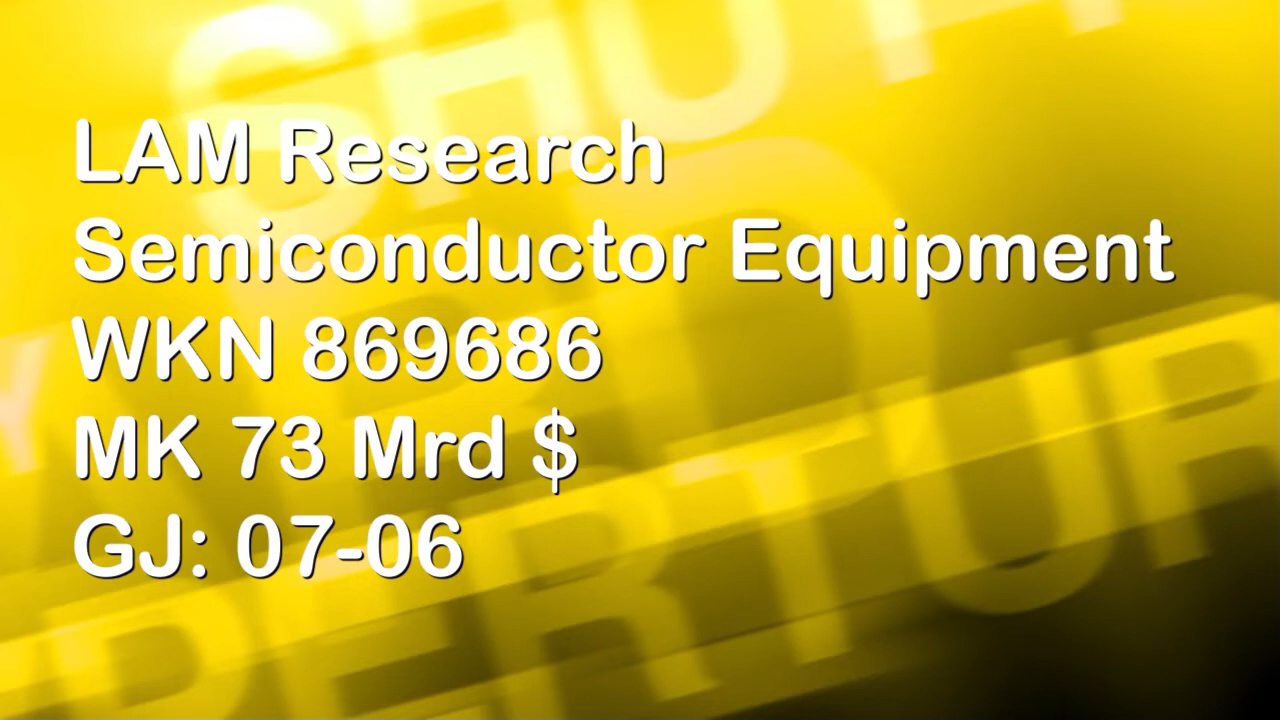 LAM Research
Semiconductor Equipment
WKN 869686
MK 73 Mrd $
GJ: 07-06